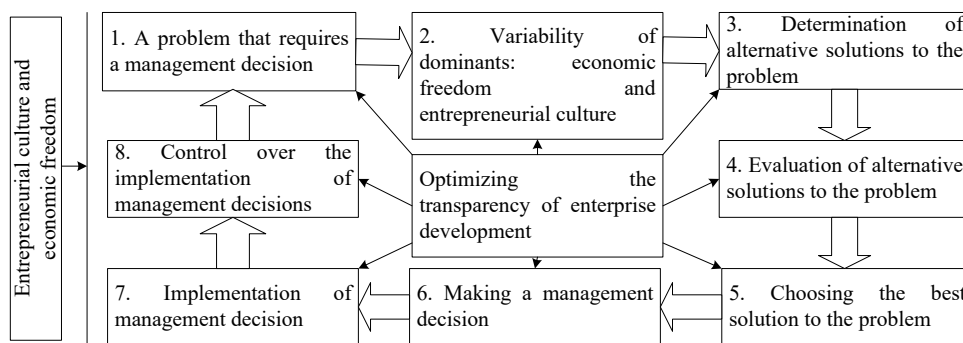 Entrepreneurial culture and
economic freedom
1. A problem that requires
a management decision
2. Variability of
dominants: economic
freedom and
entrepreneurial culture
3. Determination of
alternative solutions to the
problem
8. Control over the
implementation of
management decisions
Optimizing the
transparency of enterprise
development
4. Evaluation of alternative
solutions to the problem
7. Implementation of
management decision
6. Making a management
decision
5. Choosing the best
solution to the problem